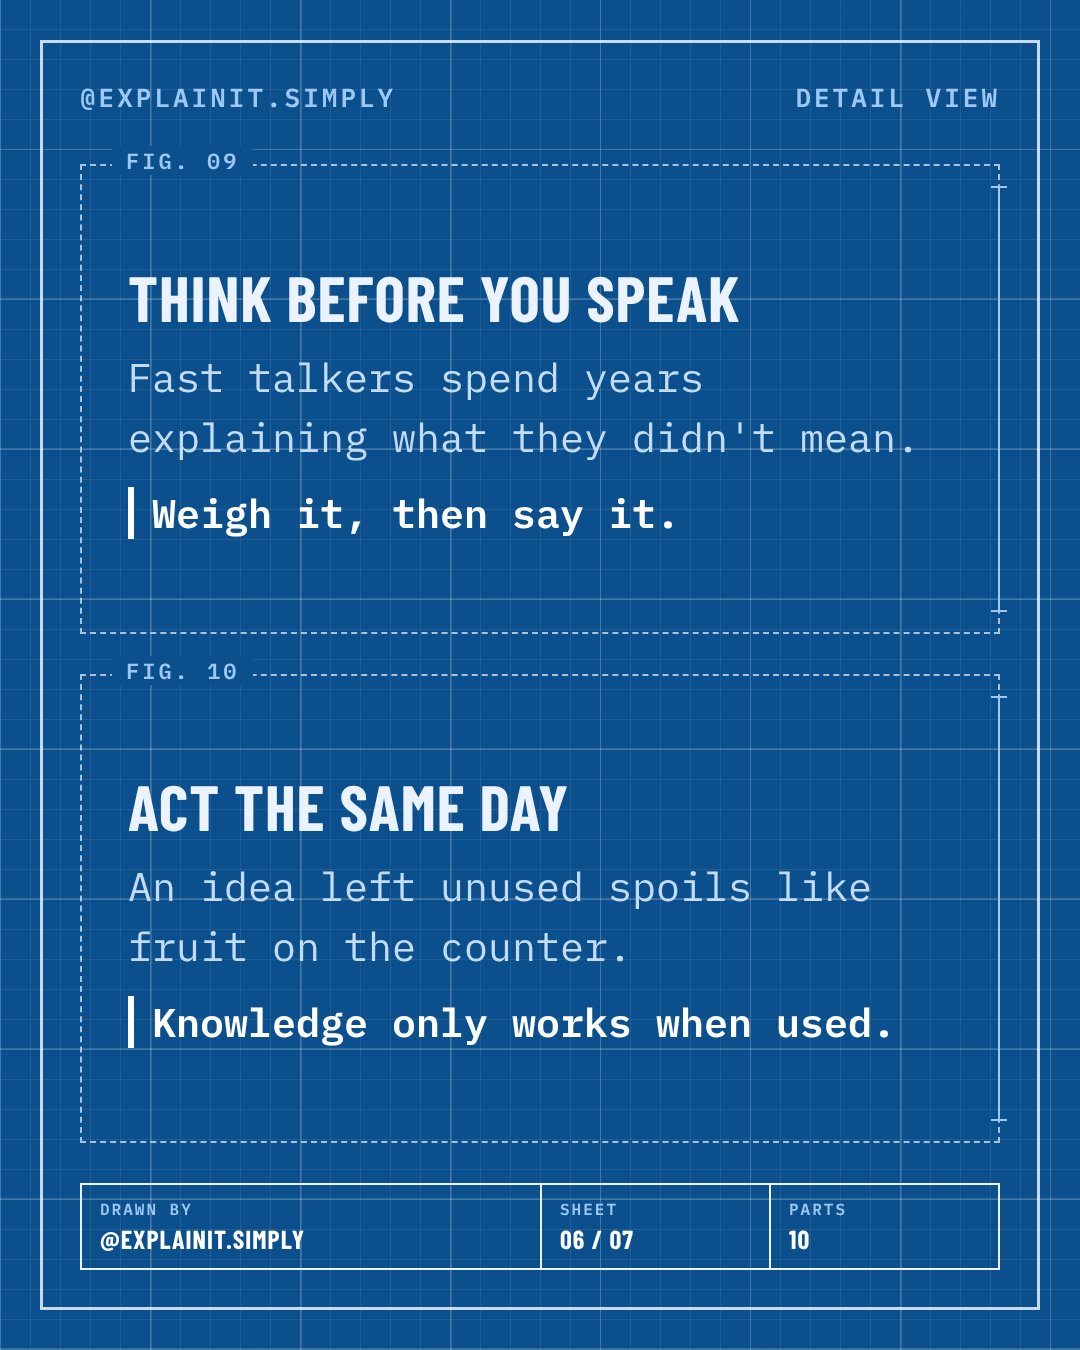 @EXPLAINIT.SIMPLY
DETAIL VIEW
FIG. 09
THINK BEFORE YOU SPEAK
Fast talkers spend years
explaining what they didn't mean.
Weigh it, then say it.
FIG. 10
ACT THE SAME DAY
An idea left unused spoils like
fruit on the counter.
Knowledge only works when used.
DRAWN BY
@EXPLAINIT.SIMPLY
SHEET
06 / 07
PARTS
10